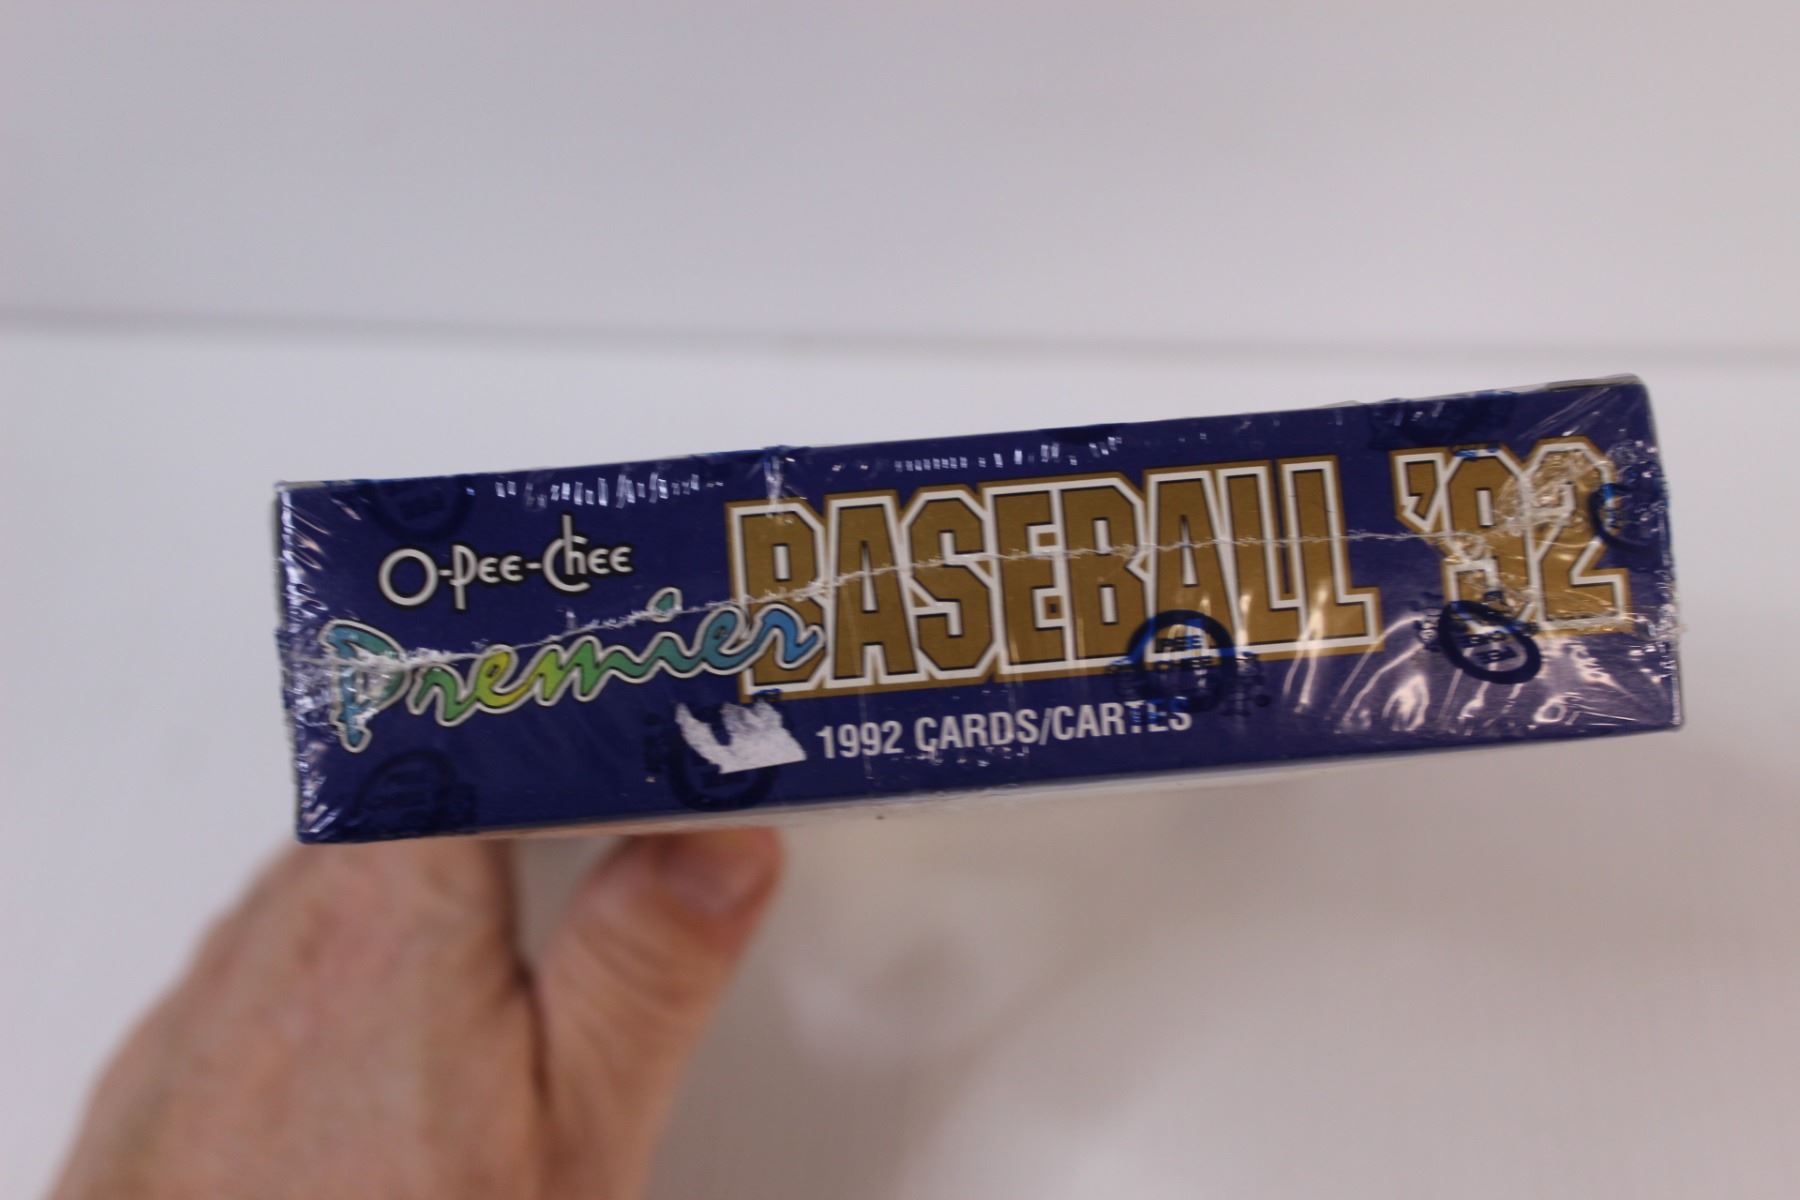 O-Pee-Chee
Premier
BASEBALL '92
1992 CARDS/CARTES